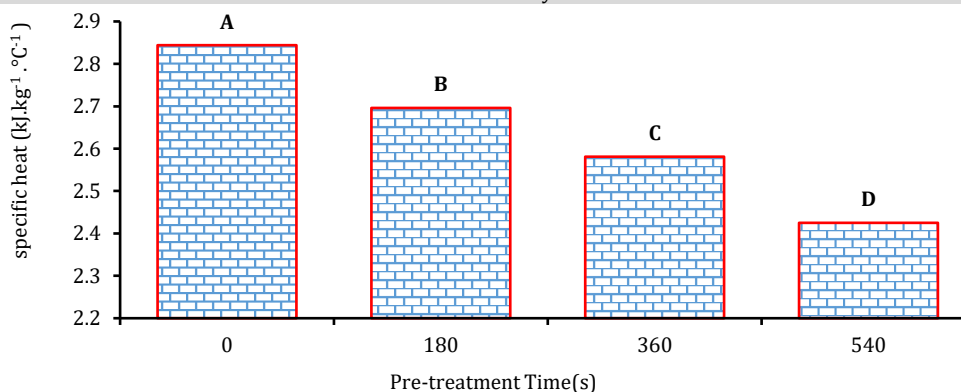 2.9
2.8
2.7
2.6
2.5
2.4
2.3
2.2
specific heat (kJ.kg⁻¹ .°C⁻¹ )
A
B
C
D
0 180 360 540
Pre-treatment Time(s)